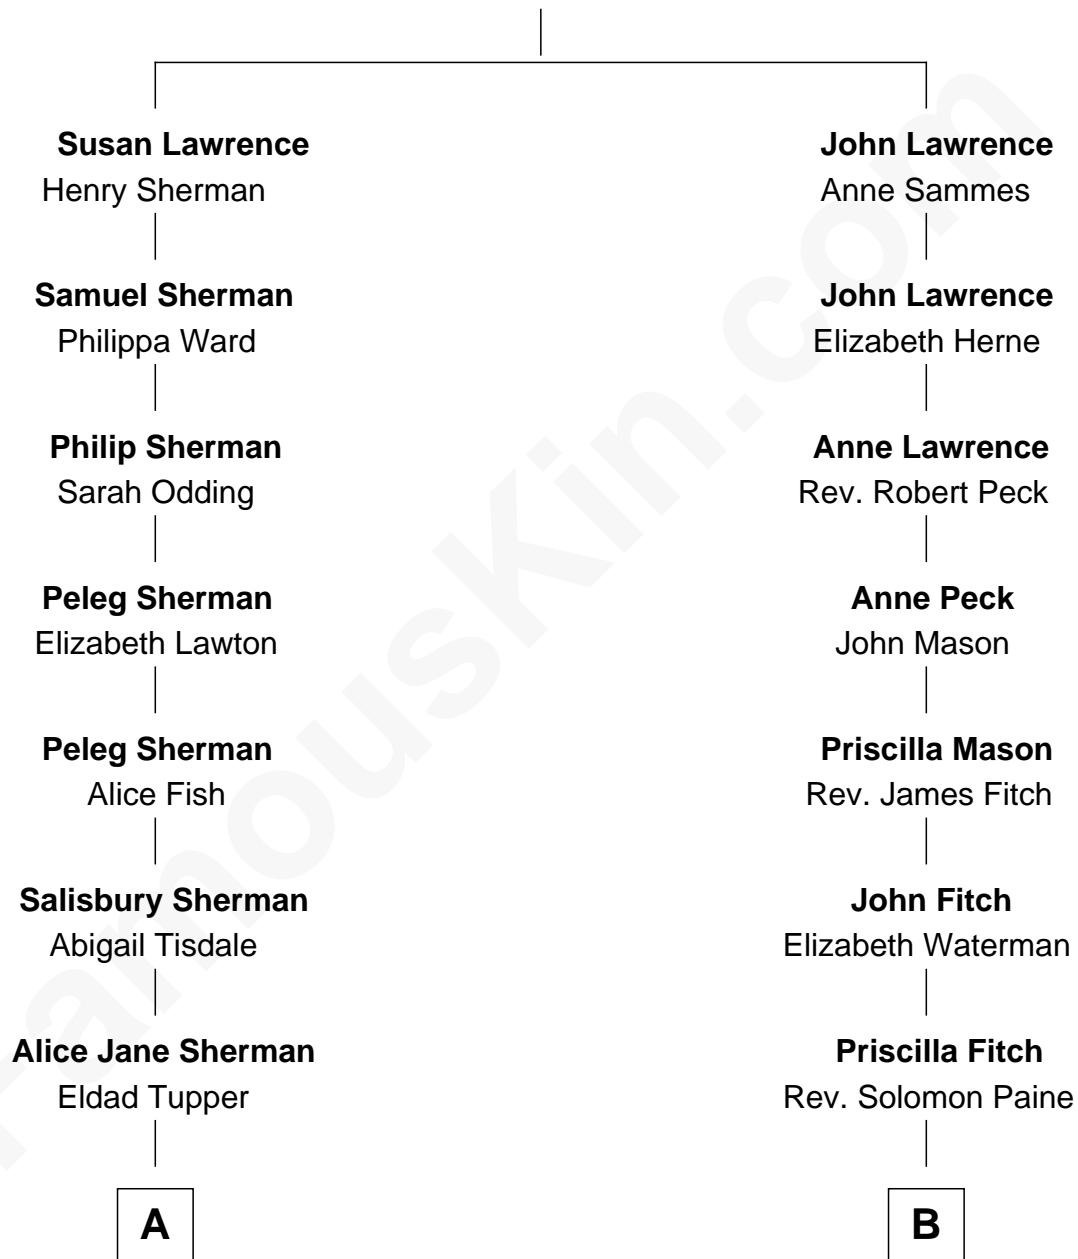 Susan Lawrence
Henry Sherman
Samuel Sherman
Philippa Ward
Philip Sherman
Sarah Odding
Peleg Sherman
Elizabeth Lawton
Peleg Sherman
Alice Fish
Salisbury Sherman
Abigail Tisdale
Alice Jane Sherman
Eldad Tupper
A
John Lawrence
Anne Sammes
John Lawrence
Elizabeth Herne
Anne Lawrence
Rev. Robert Peck
Anne Peck
John Mason
Priscilla Mason
Rev. James Fitch
John Fitch
Elizabeth Waterman
Priscilla Fitch
Rev. Solomon Paine
B
FamousKin.com